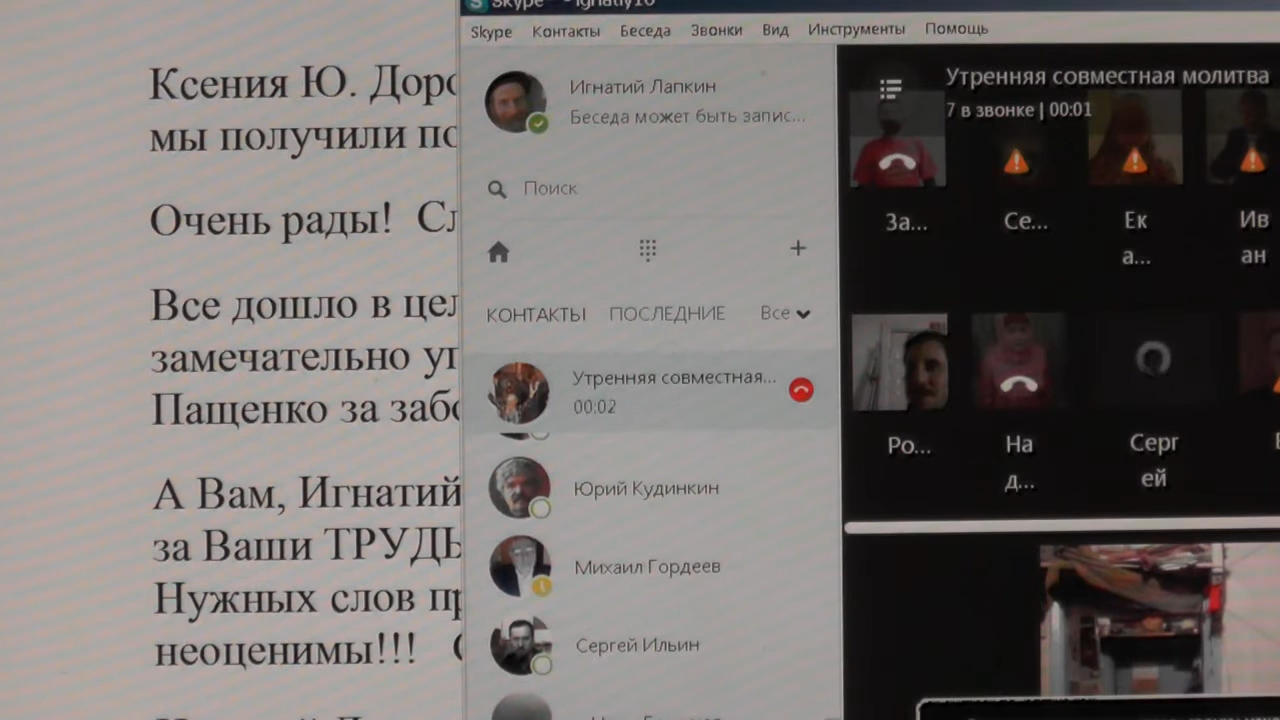 Ксения Ю. Доро
мы получили по
Очень рады! Сл
Все дошло в цел
замечательно уп
Пащенко за забо
А Вам, Игнатий
за Ваши ТРУДЫ
Нужных слов пр
неоценимы!!!
Skype
Skype Контакты Беседа Звонки Вид Инструменты Помощь
Игнатий Лапкин
Беседа может быть запис...
Поиск
КОНТАКТЫ ПОСЛЕДНИЕ Все
Утренняя совместная...
00:02
Юрий Кудинкин
Михаил Гордеев
Сергей Ильин
Утренняя совместная молитва
7 в звонке | 00:01
За... Се... Ек Ив
а... ан
Ро... На Серг
д... ей